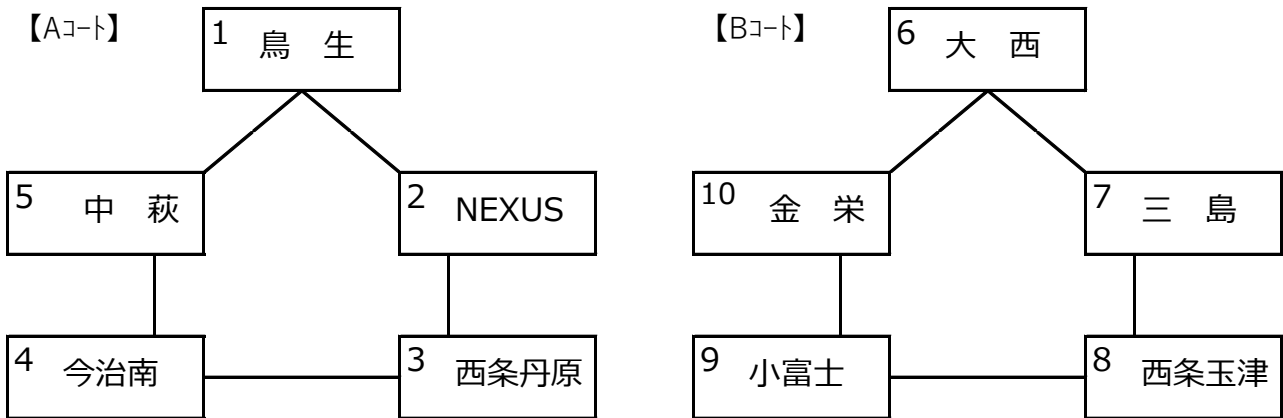 【Aｺｰﾄ】
1 鳥　生
5 中　萩
2 NEXUS
4 今治南
3 西条丹原
【Bｺｰﾄ】
6 大　西
10 金　栄
7 三　島
9 小富士
8 西条玉津